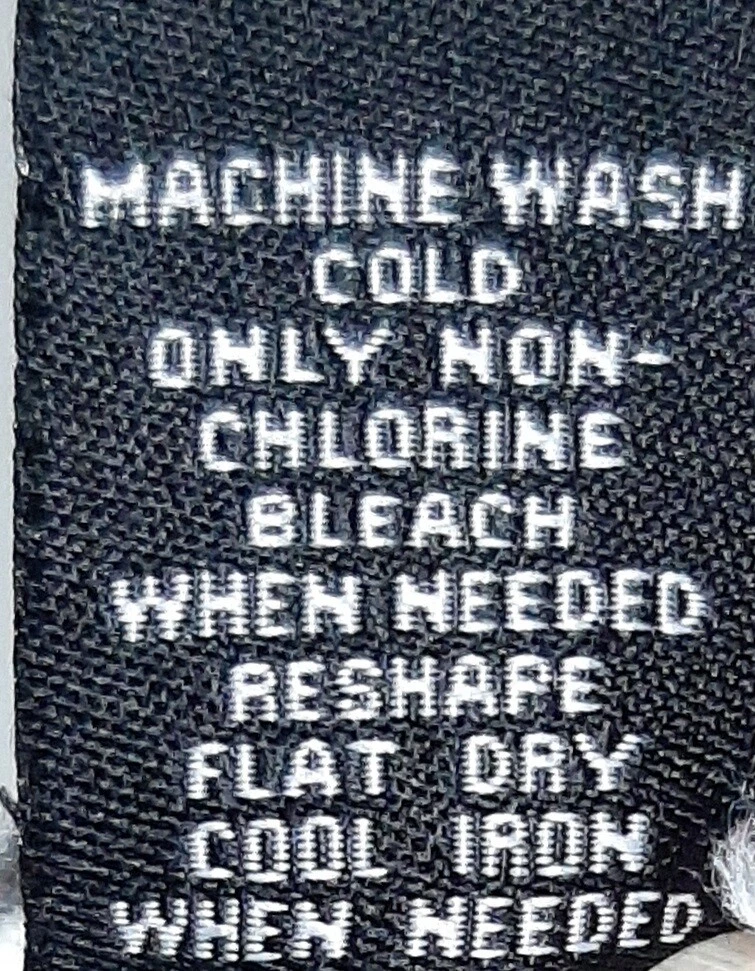 MACHINE WASH
COLD
ONLY NON-
CHLORINE
BLEACH
WHEN NEEDED
RESHAPE
FLAT DRY
COOL IRON
WHEN NEEDED